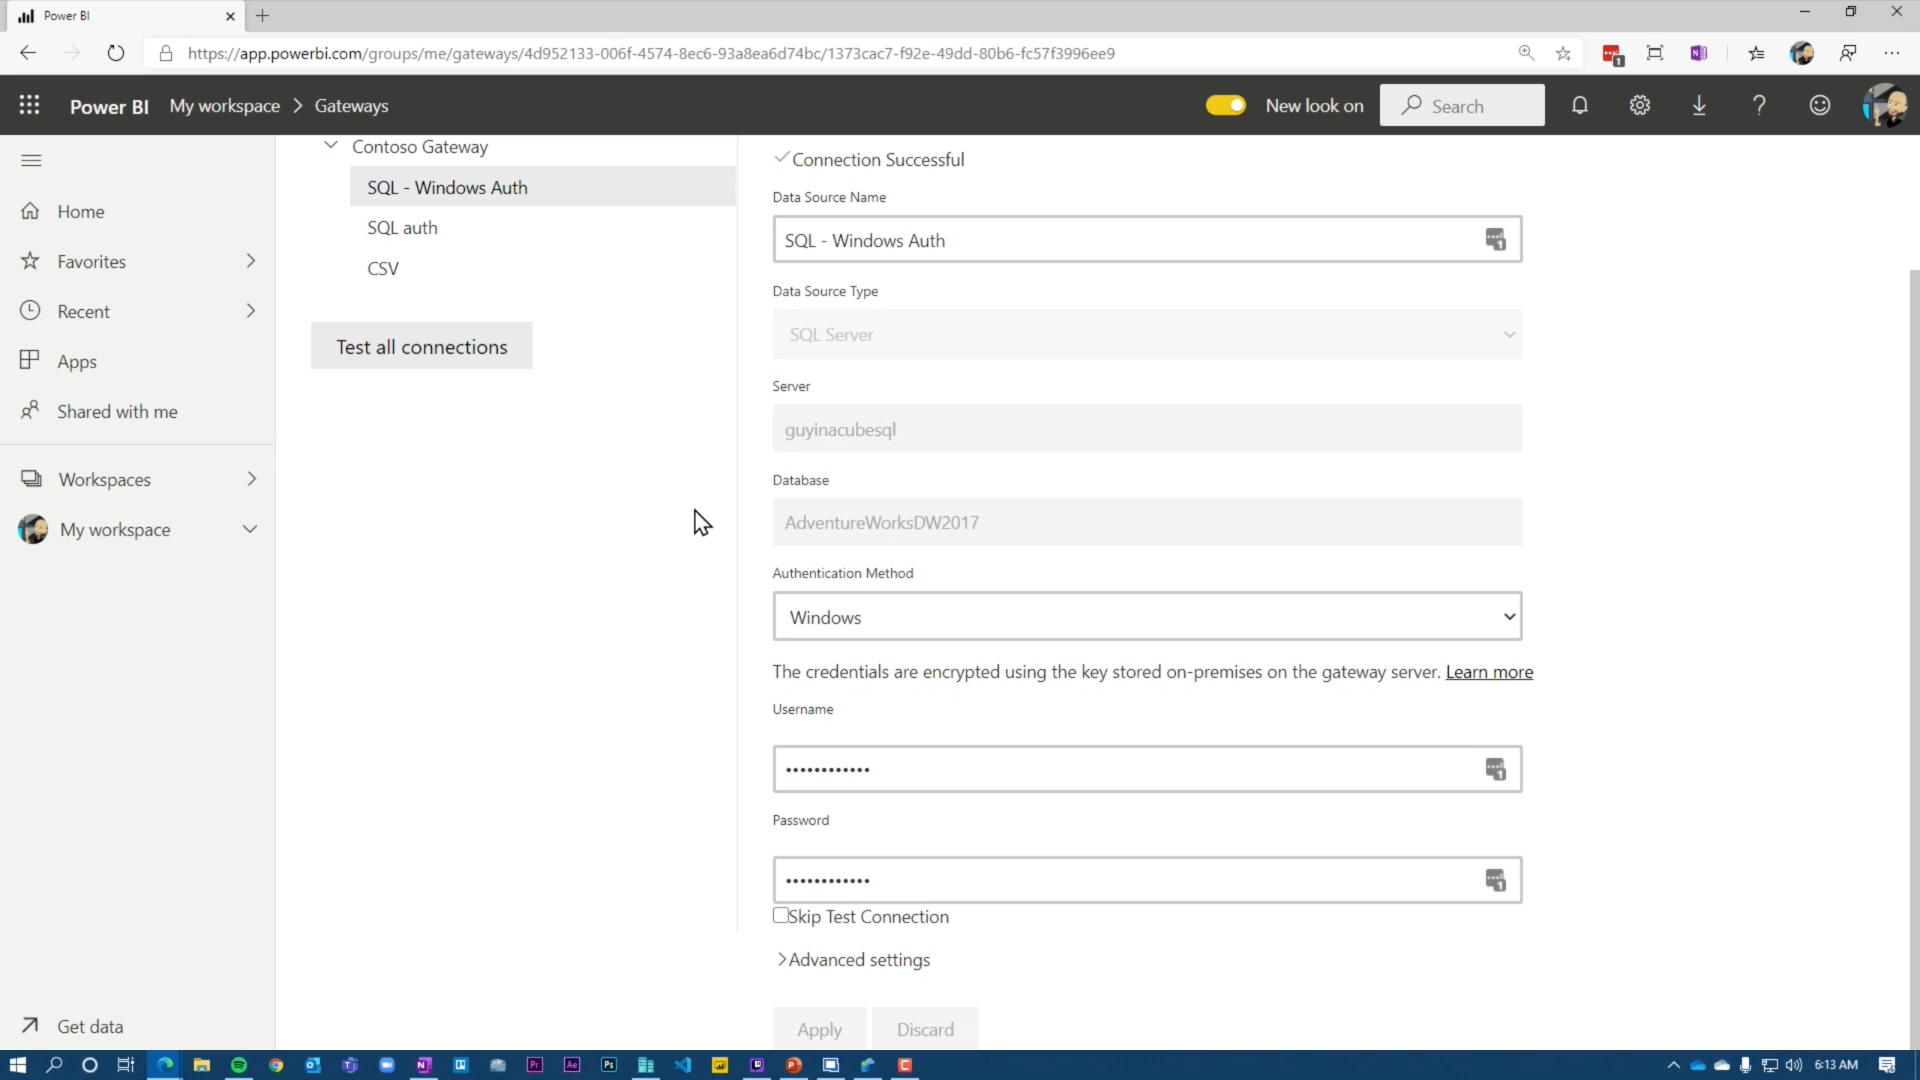 Power BI
https://app.powerbi.com/groups/me/gateways/4d952133-006f-4574-8ec6-93a8ea6d74bc/1373cac7-f92e-49dd-80b6-fc57f3996ee9
Power BI My workspace > Gateways
New look on
Search
Home
Favorites
Recent
Apps
Shared with me
Workspaces
My workspace
Get data
Contoso Gateway
SQL - Windows Auth
SQL auth
CSV
Test all connections
Connection Successful
Data Source Name
SQL - Windows Auth
Data Source Type
SQL Server
Server
guyinacubesql
Database
AdventureWorksDW2017
Authentication Method
Windows
The credentials are encrypted using the key stored on-premises on the gateway server. Learn more
Username
••••••••••••
Password
••••••••••••
Skip Test Connection
Advanced settings
Apply
Discard
6:13 AM